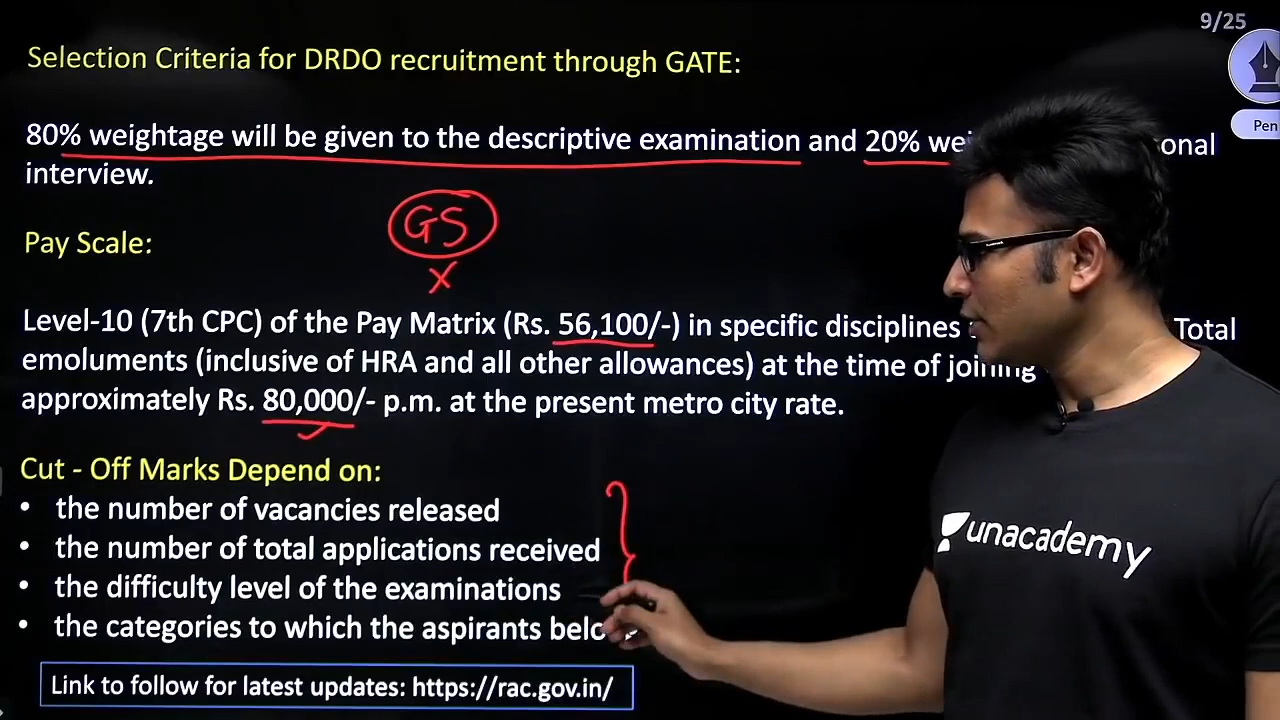 9/25
Selection Criteria for DRDO recruitment through GATE:
Pen
80% weightage will be given to the descriptive examination and 20%
interview.
GS
X
Pay Scale:
Level-10 (7th CPC) of the Pay Matrix (Rs. 56,100/-) in specific disciplines Total
emoluments (inclusive of HRA and all other allowances) at the time of joining
approximately Rs. 80,000/- p.m. at the present metro city rate.
Cut - Off Marks Depend on:
• the number of vacancies released
• the number of total applications received
• the difficulty level of the examinations
• the categories to which the aspirants
Link to follow for latest updates: https://rac.gov.in/
unacademy